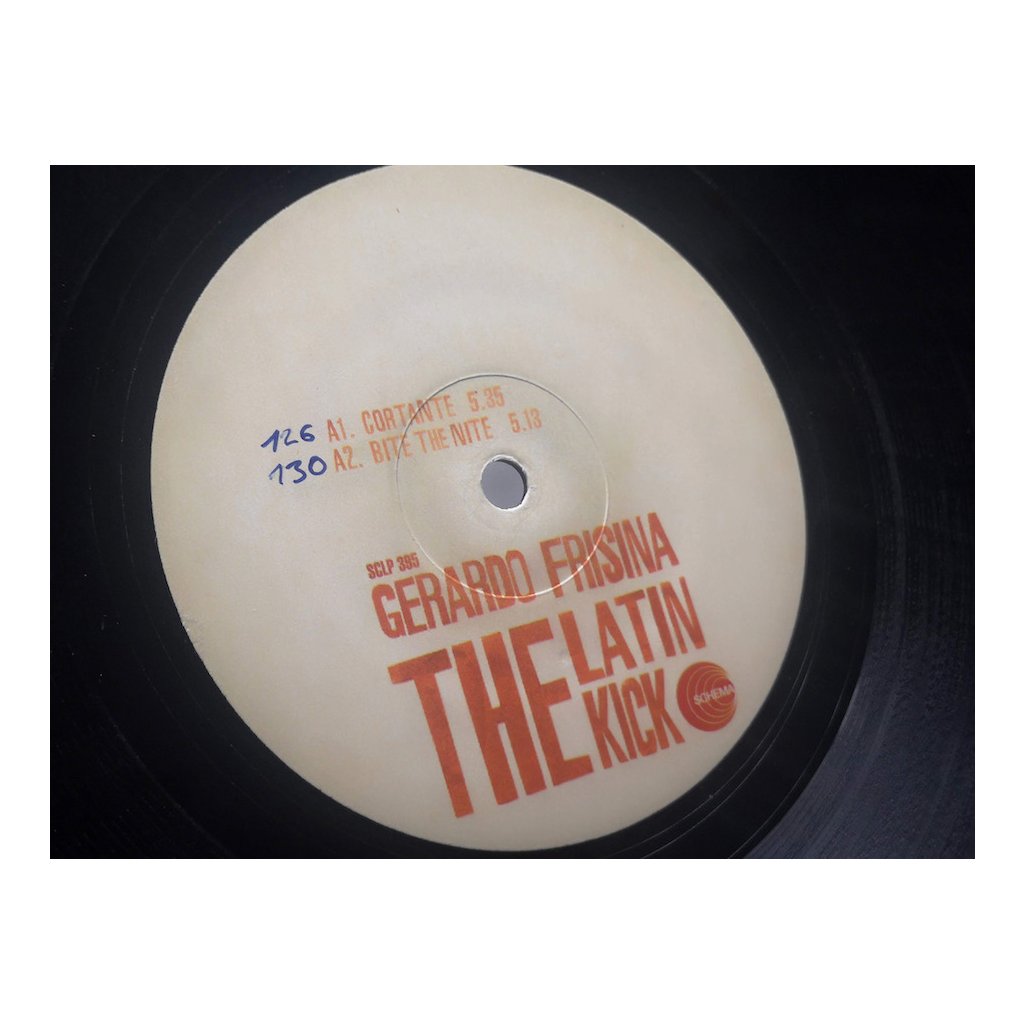 126 A1. CORTANTE 5.35
130 A2. BITE THE NITE 5.13
SCLP 395
GERARDO FRISINA
THE LATIN
KICK
SCHEMA